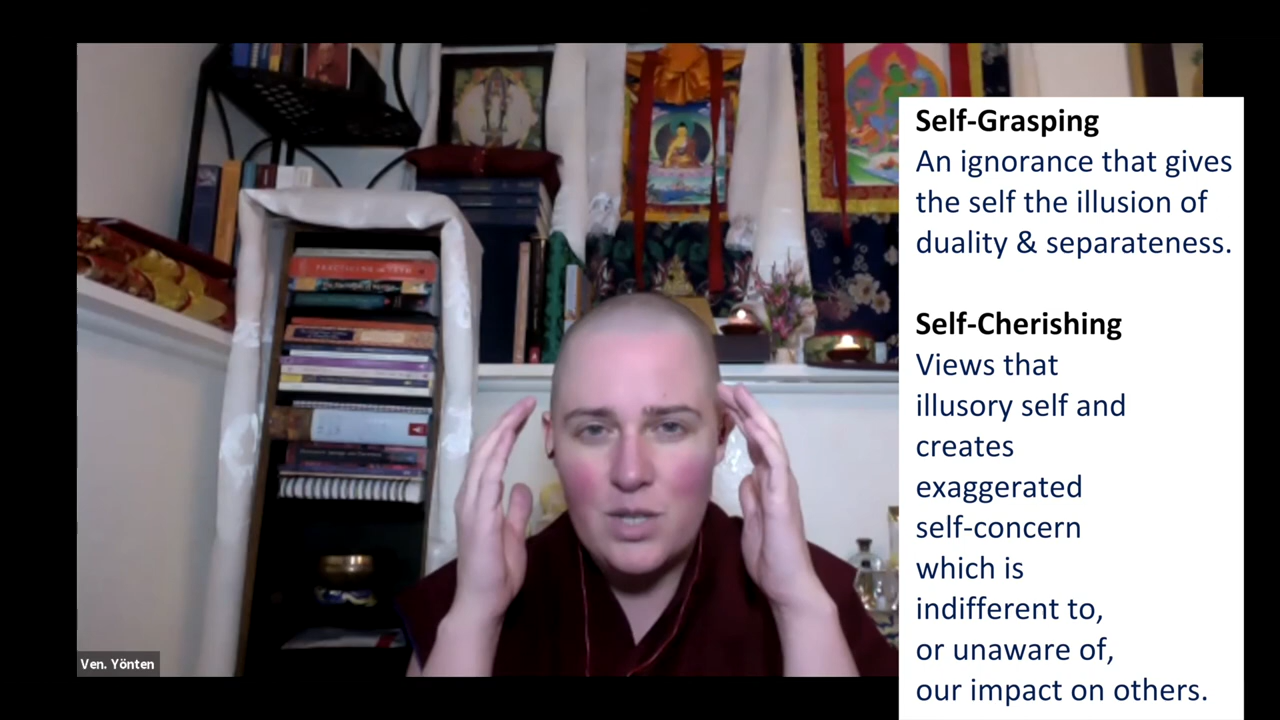 Self-Grasping
An ignorance that gives
the self the illusion of
duality & separateness.
Self-Cherishing
Views that
illusory self and
creates
exaggerated
self-concern
which is
indifferent to,
or unaware of,
our impact on others.
Ven. Yönten